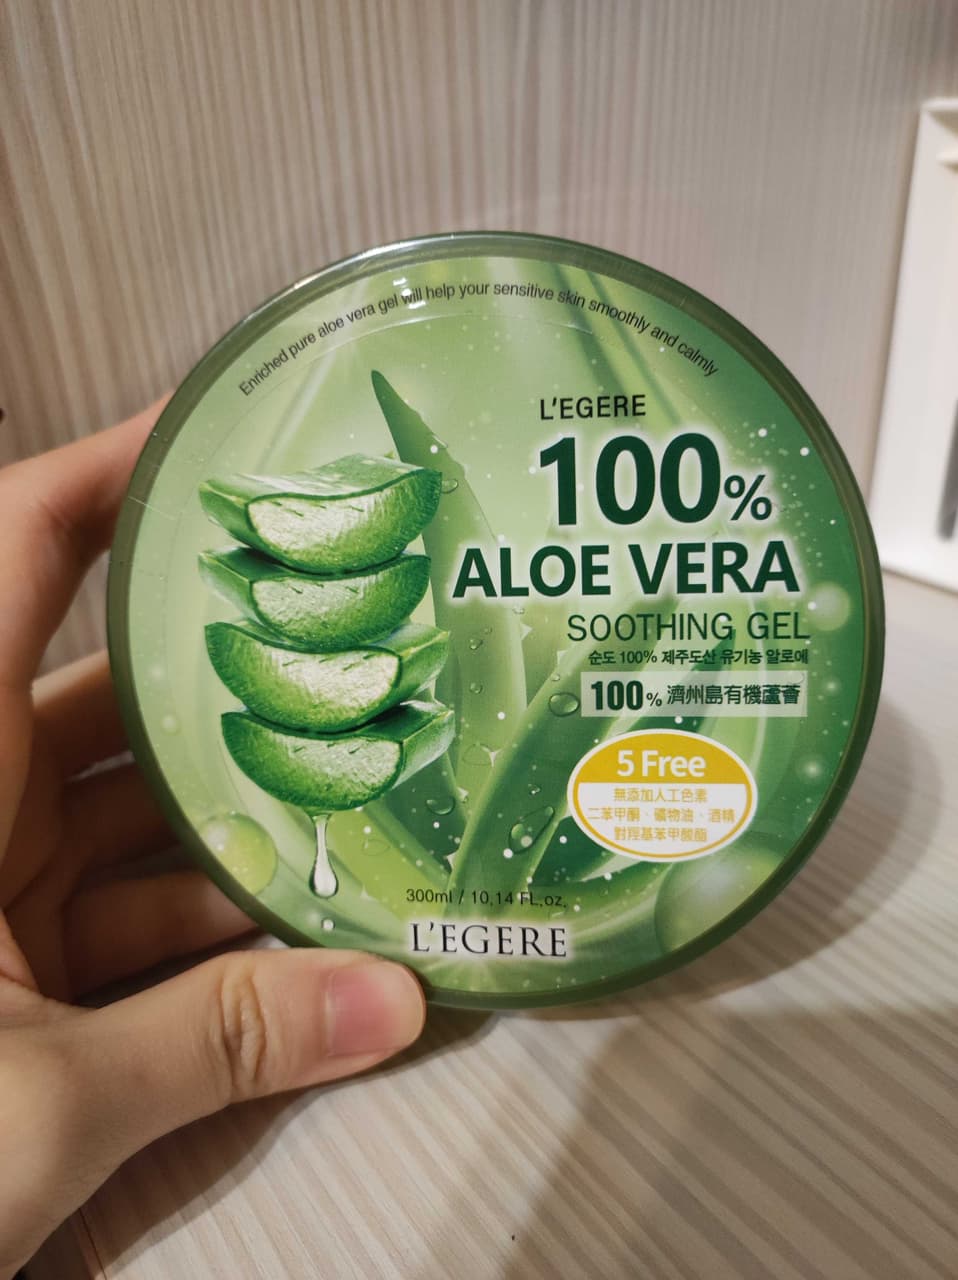 Enriched pure aloe vera gel will help your sensitive skin smoothly and calmly
L'EGERE
100%
ALOE VERA
SOOTHING GEL
순도 100% 제주도산 유기농 알로에
100% 濟州島有機蘆薈
5 Free
無添加人工色素
二苯甲酮、礦物油、酒精
對羥基苯甲酸酯
300ml / 10.14 FL.oz.
L'EGERE